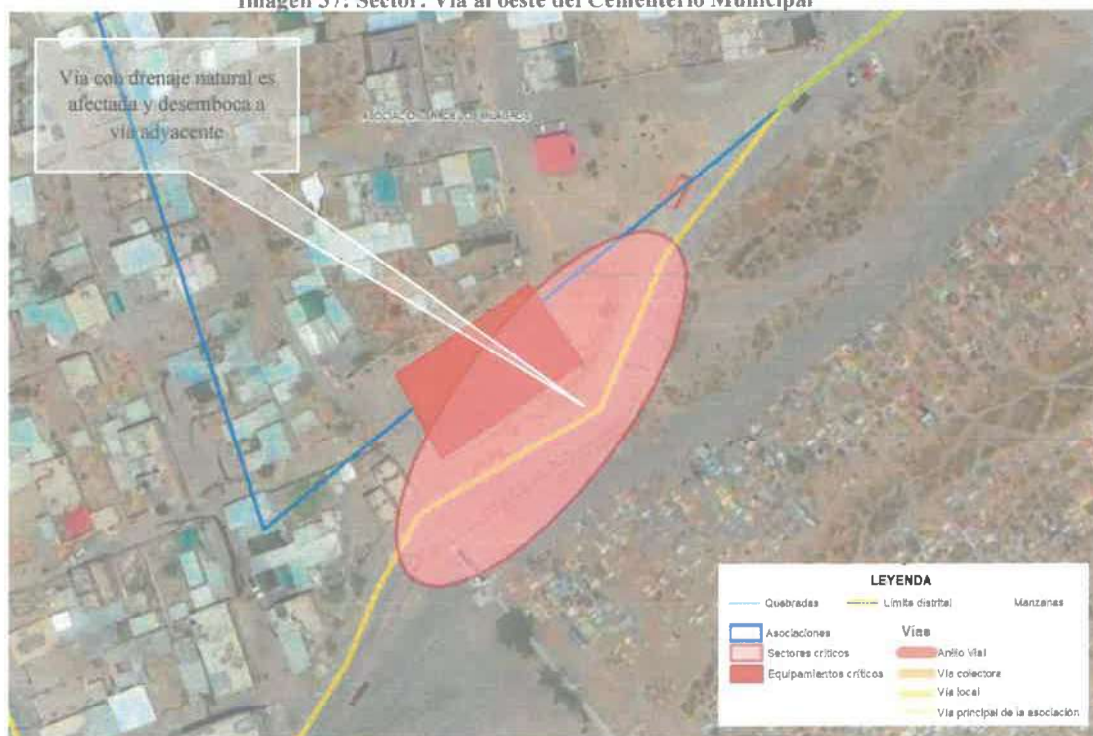 Imagen 37: Sector: Vía al oeste del Cementerio Municipal
Vía con drenaje natural es
afectada y desemboca a
vía adyacente
LEYENDA
Quebradas
Límite distrital
Manzanas
Asociaciones
Sectores críticos
Equipamientos críticos
Vías
Anillo Vial
Vía colectora
Vía local
Vía principal de la asociación